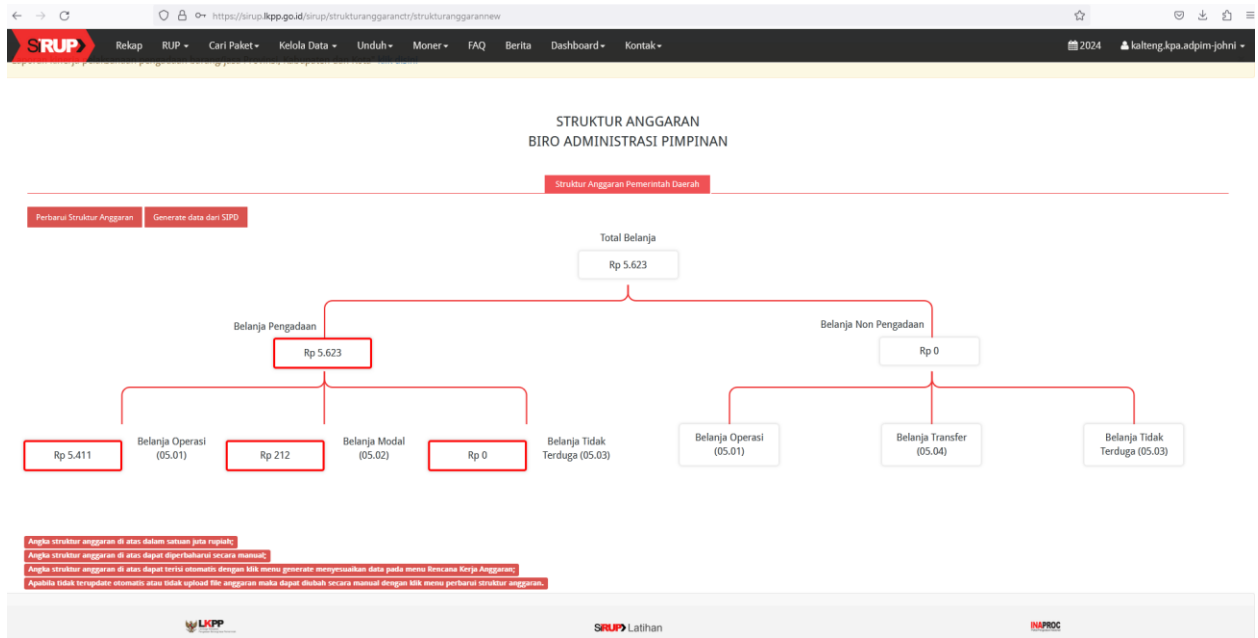 https://sirup.lkpp.go.id/sirup/strukturanggaranctr/strukturanggarannew
SiRUP Rekap RUP Cari Paket Kelola Data Unduh Moner FAQ Berita Dashboard Kontak 2024 kalteng.kpa.adpim-johni
STRUKTUR ANGGARAN
BIRO ADMINISTRASI PIMPINAN
Struktur Anggaran Pemerintah Daerah
Perbarui Struktur Anggaran Generate data dari SIPD
Total Belanja
Rp 5.623
Belanja Pengadaan Belanja Non Pengadaan
Rp 5.623 Rp 0
Rp 5.411 Belanja Operasi (05.01) Rp 212 Belanja Modal (05.02) Rp 0 Belanja Tidak Terduga (05.03) Belanja Operasi (05.01) Belanja Transfer (05.04) Belanja Tidak Terduga (05.03)
Angka struktur anggaran di atas dalam satuan juta rupiah;
Angka struktur anggaran di atas dapat diperbaharui secara manual;
Angka struktur anggaran di atas dapat terisi otomatis dengan klik menu generate menyesuaikan data pada menu Rencana Kerja Anggaran;
Apabila tidak terupdate otomatis atau tidak upload file anggaran maka dapat diubah secara manual dengan klik menu perbarui struktur anggaran.
LKPP SiRUP Latihan INAPROC